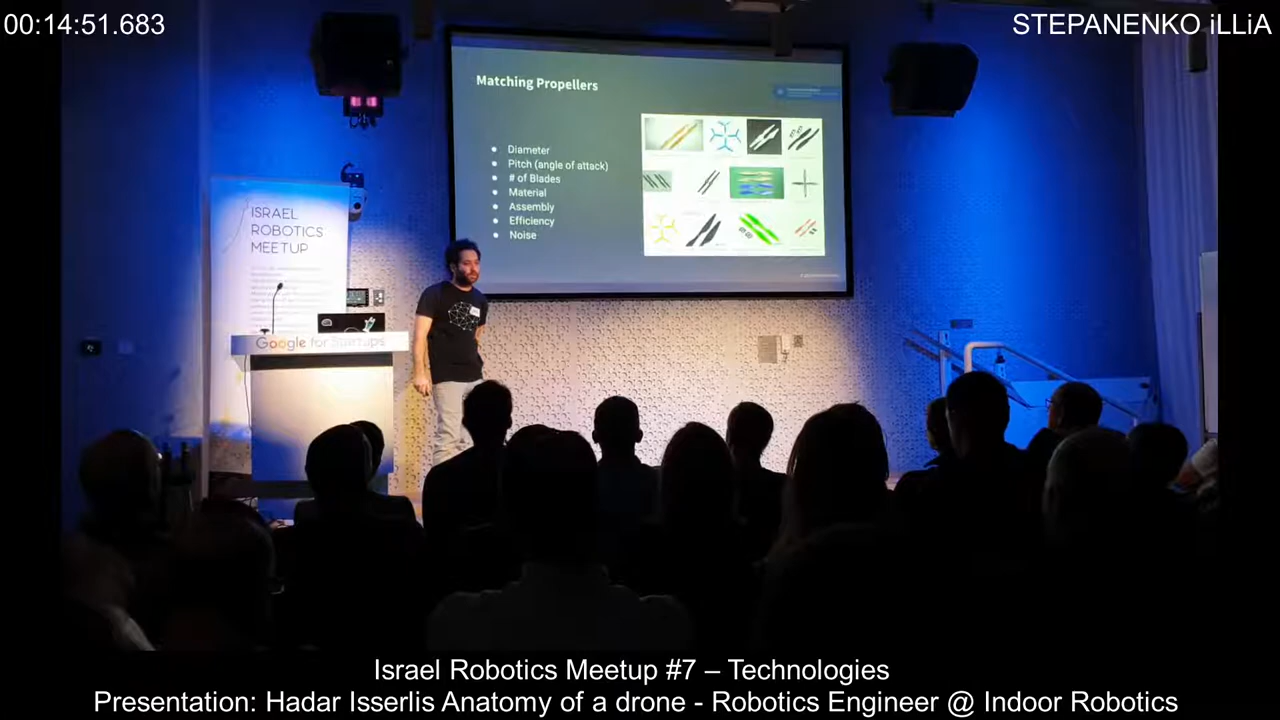 00:14:51.683
STEPANENKO iLLiA
Matching Propellers
Diameter
Pitch (angle of attack)
# of Blades
Material
Assembly
Efficiency
Noise
ISRAEL
ROBOTICS
MEETUP
Google for Startups
Israel Robotics Meetup #7 – Technologies
Presentation: Hadar Isserlis Anatomy of a drone - Robotics Engineer @ Indoor Robotics